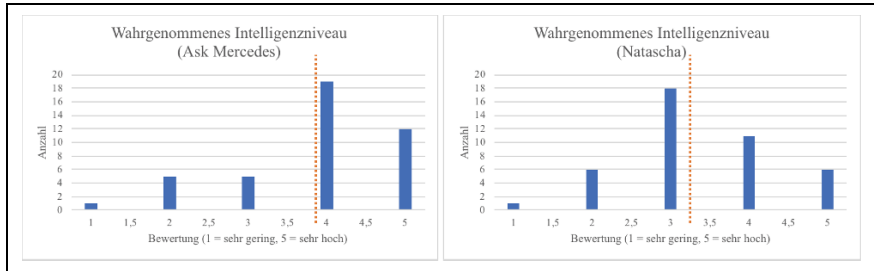 Wahrgenommenes Intelligenzniveau
(Ask Mercedes)
20
18
16
14
12
10
8
6
4
2
0
Anzahl
1 1,5 2 2,5 3 3,5 4 4,5 5
Bewertung (1 = sehr gering, 5 = sehr hoch)
Wahrgenommenes Intelligenzniveau
(Natascha)
20
18
16
14
12
10
8
6
4
2
0
Anzahl
1 1,5 2 2,5 3 3,5 4 4,5 5
Bewertung (1 = sehr gering, 5 = sehr hoch)